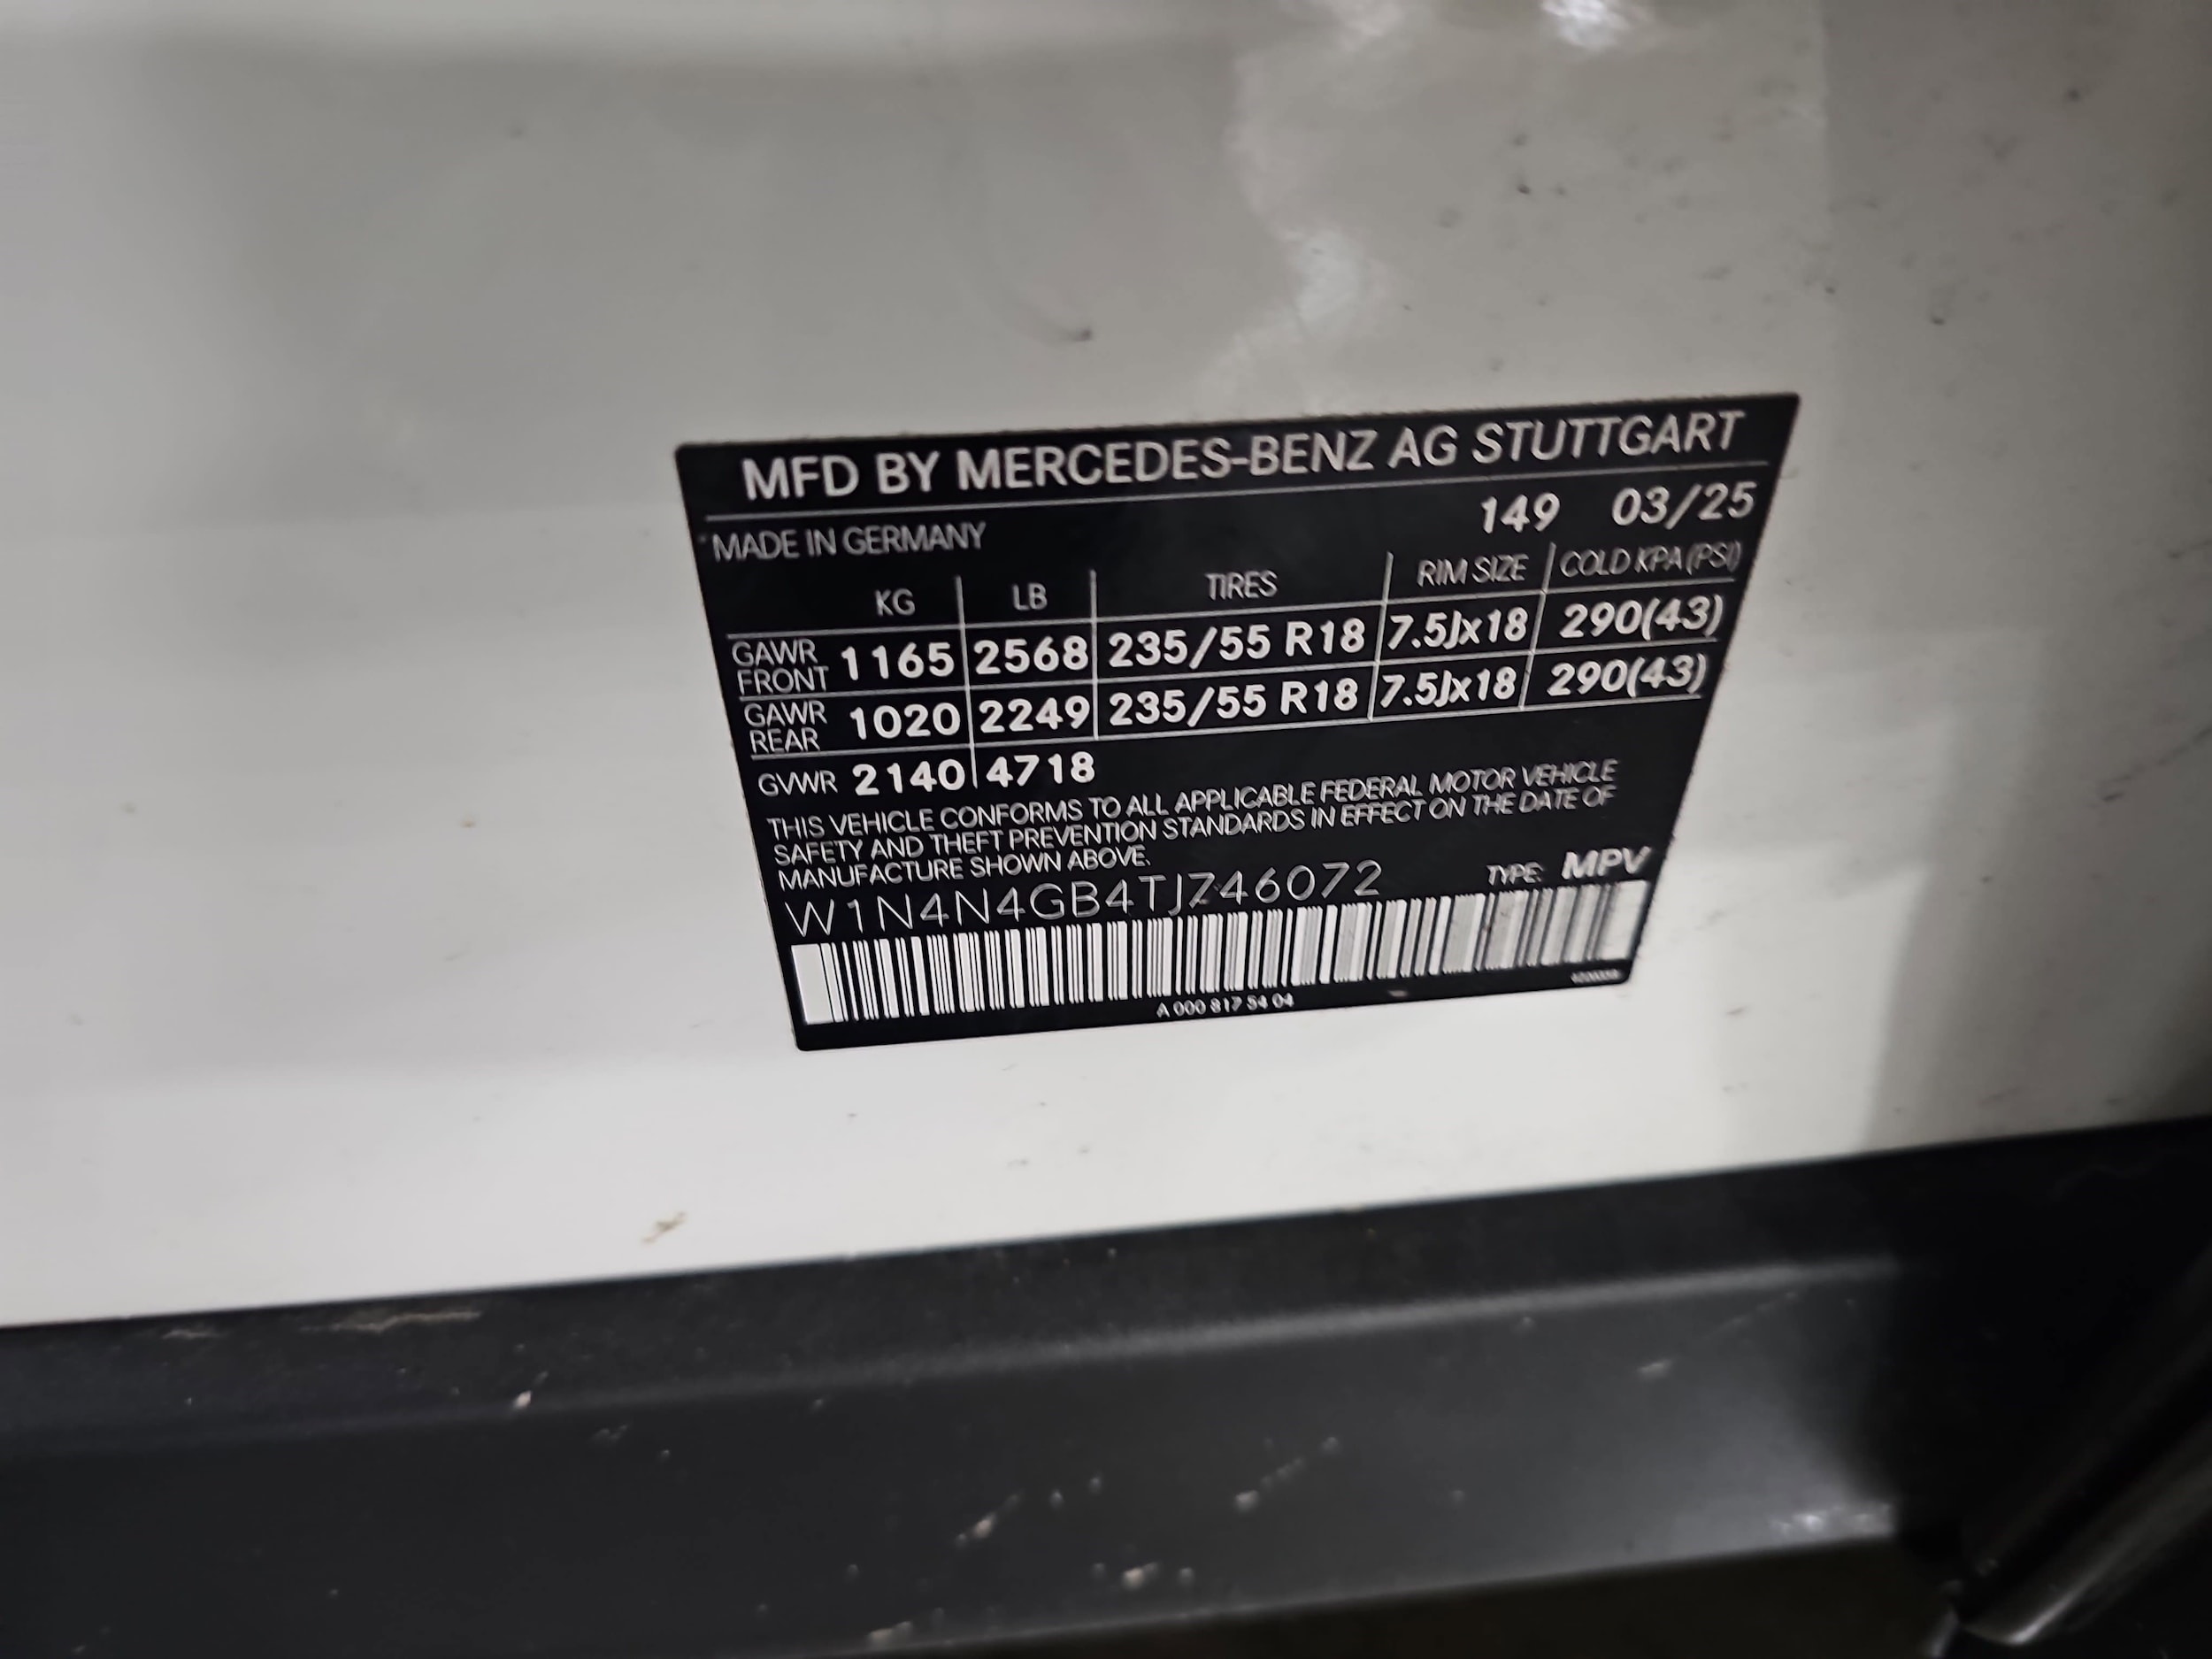 MFD BY MERCEDES-BENZ AG STUTTGART
149 03/25
MADE IN GERMANY
KG LB TIRES RIM SIZE COLD KPA (PSI)
GAWR FRONT 1165 2568 235/55 R18 7.5Jx18 290(43)
GAWR REAR 1020 2249 235/55 R18 7.5Jx18 290(43)
GVWR 2140 4718
THIS VEHICLE CONFORMS TO ALL APPLICABLE FEDERAL MOTOR VEHICLE
SAFETY AND THEFT PREVENTION STANDARDS IN EFFECT ON THE DATE OF
MANUFACTURE SHOWN ABOVE.
W1N4N4GB4TJ746072 TYPE: MPV
A 000 817 54 04